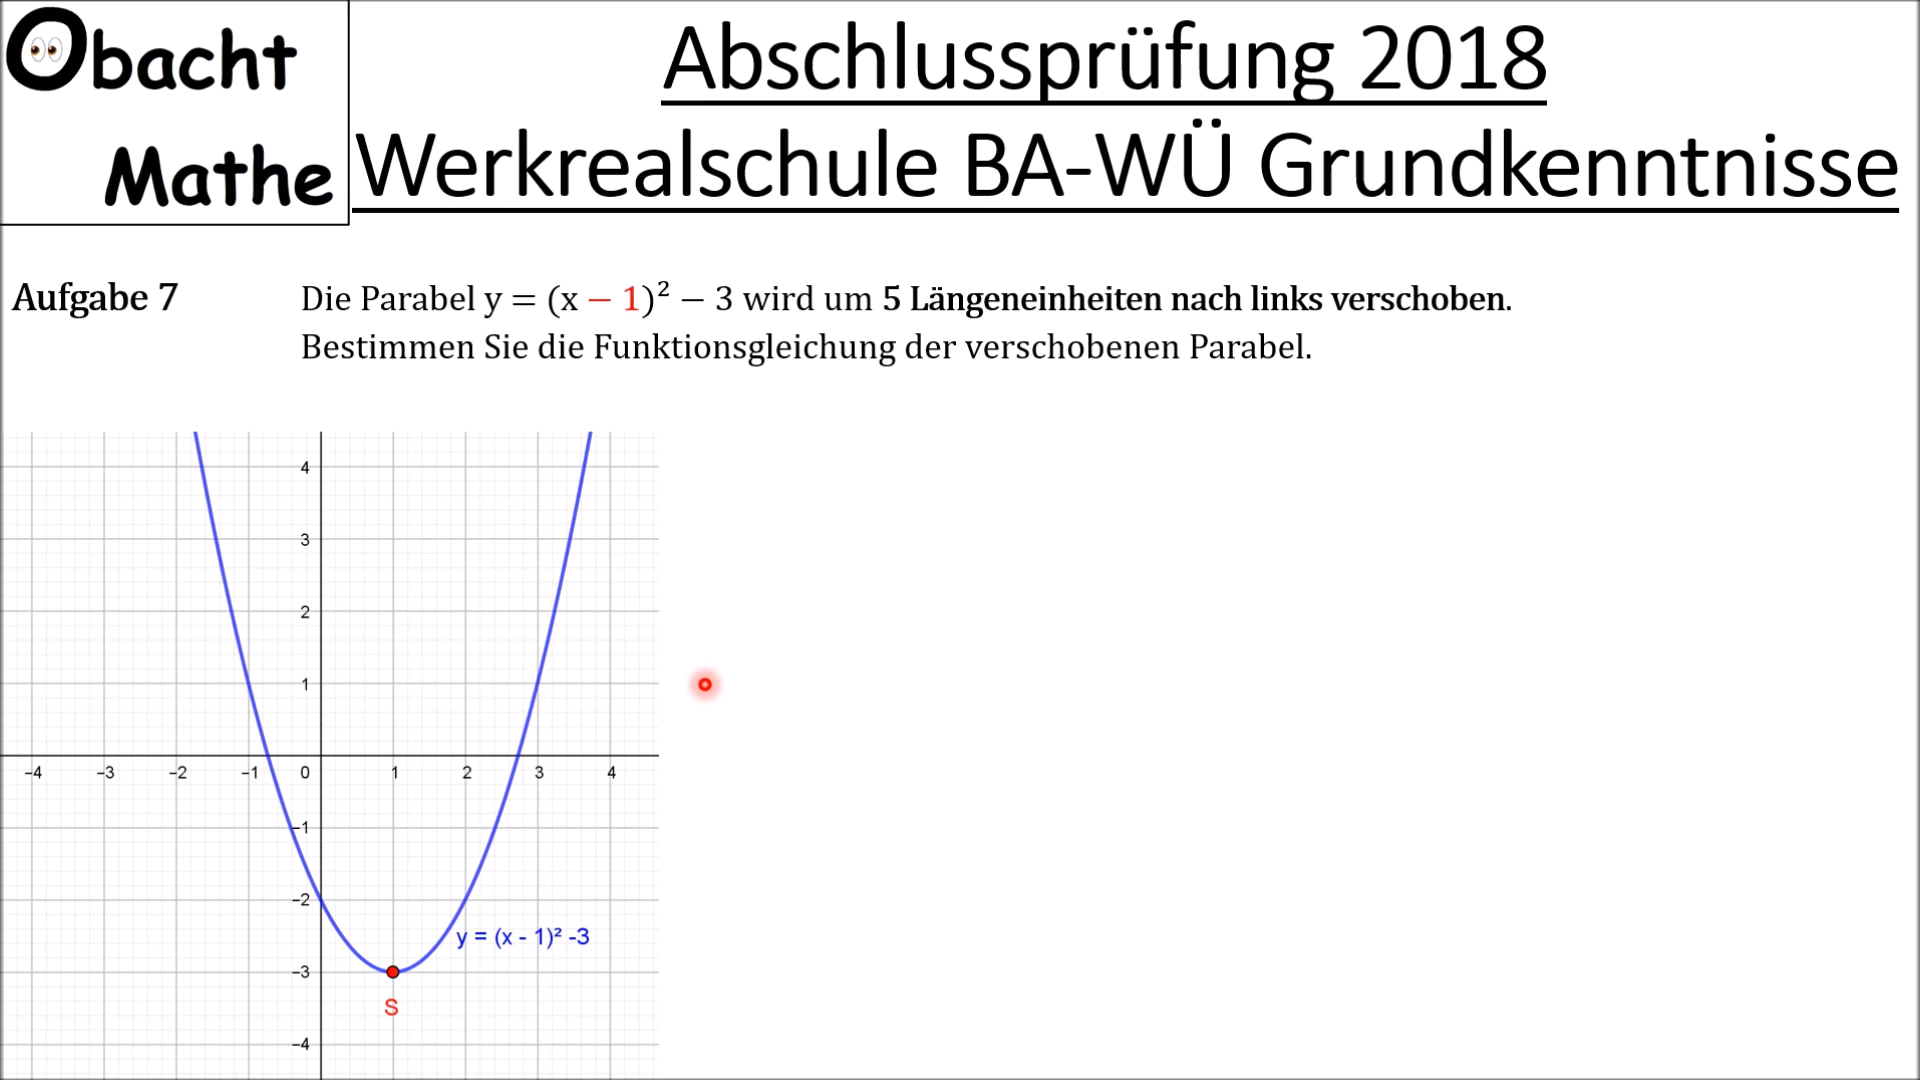 Obacht
Mathe
Abschlussprüfung 2018
Werkrealschule BA-WÜ Grundkenntnisse
Aufgabe 7
Die Parabel y = (x − 1)² − 3 wird um 5 Längeneinheiten nach links verschoben.
Bestimmen Sie die Funktionsgleichung der verschobenen Parabel.
4
3
2
1
−4 −3 −2 −1 0 1 2 3 4
−1
−2
y = (x - 1)² -3
−3
S
−4